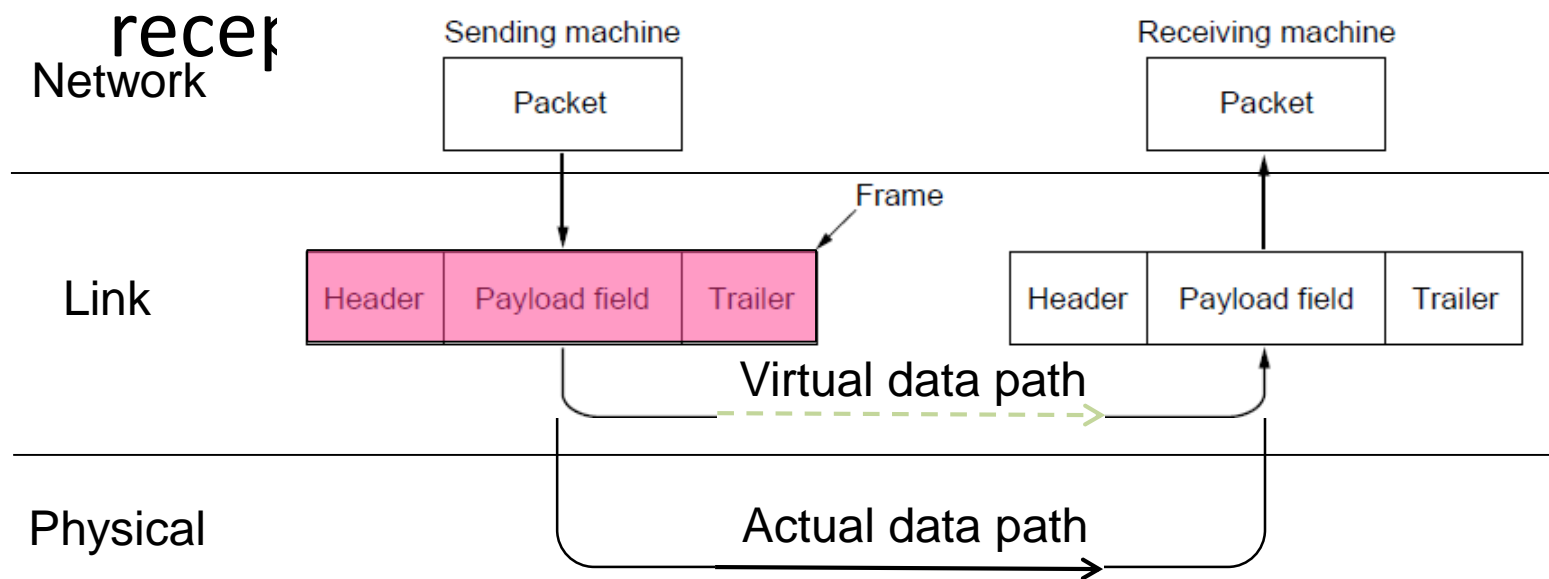 Sending machine Receiving machine
Network
Packet Packet
Frame
Link Header Payload field Trailer Header Payload field Trailer
Virtual data path
Physical Actual data path